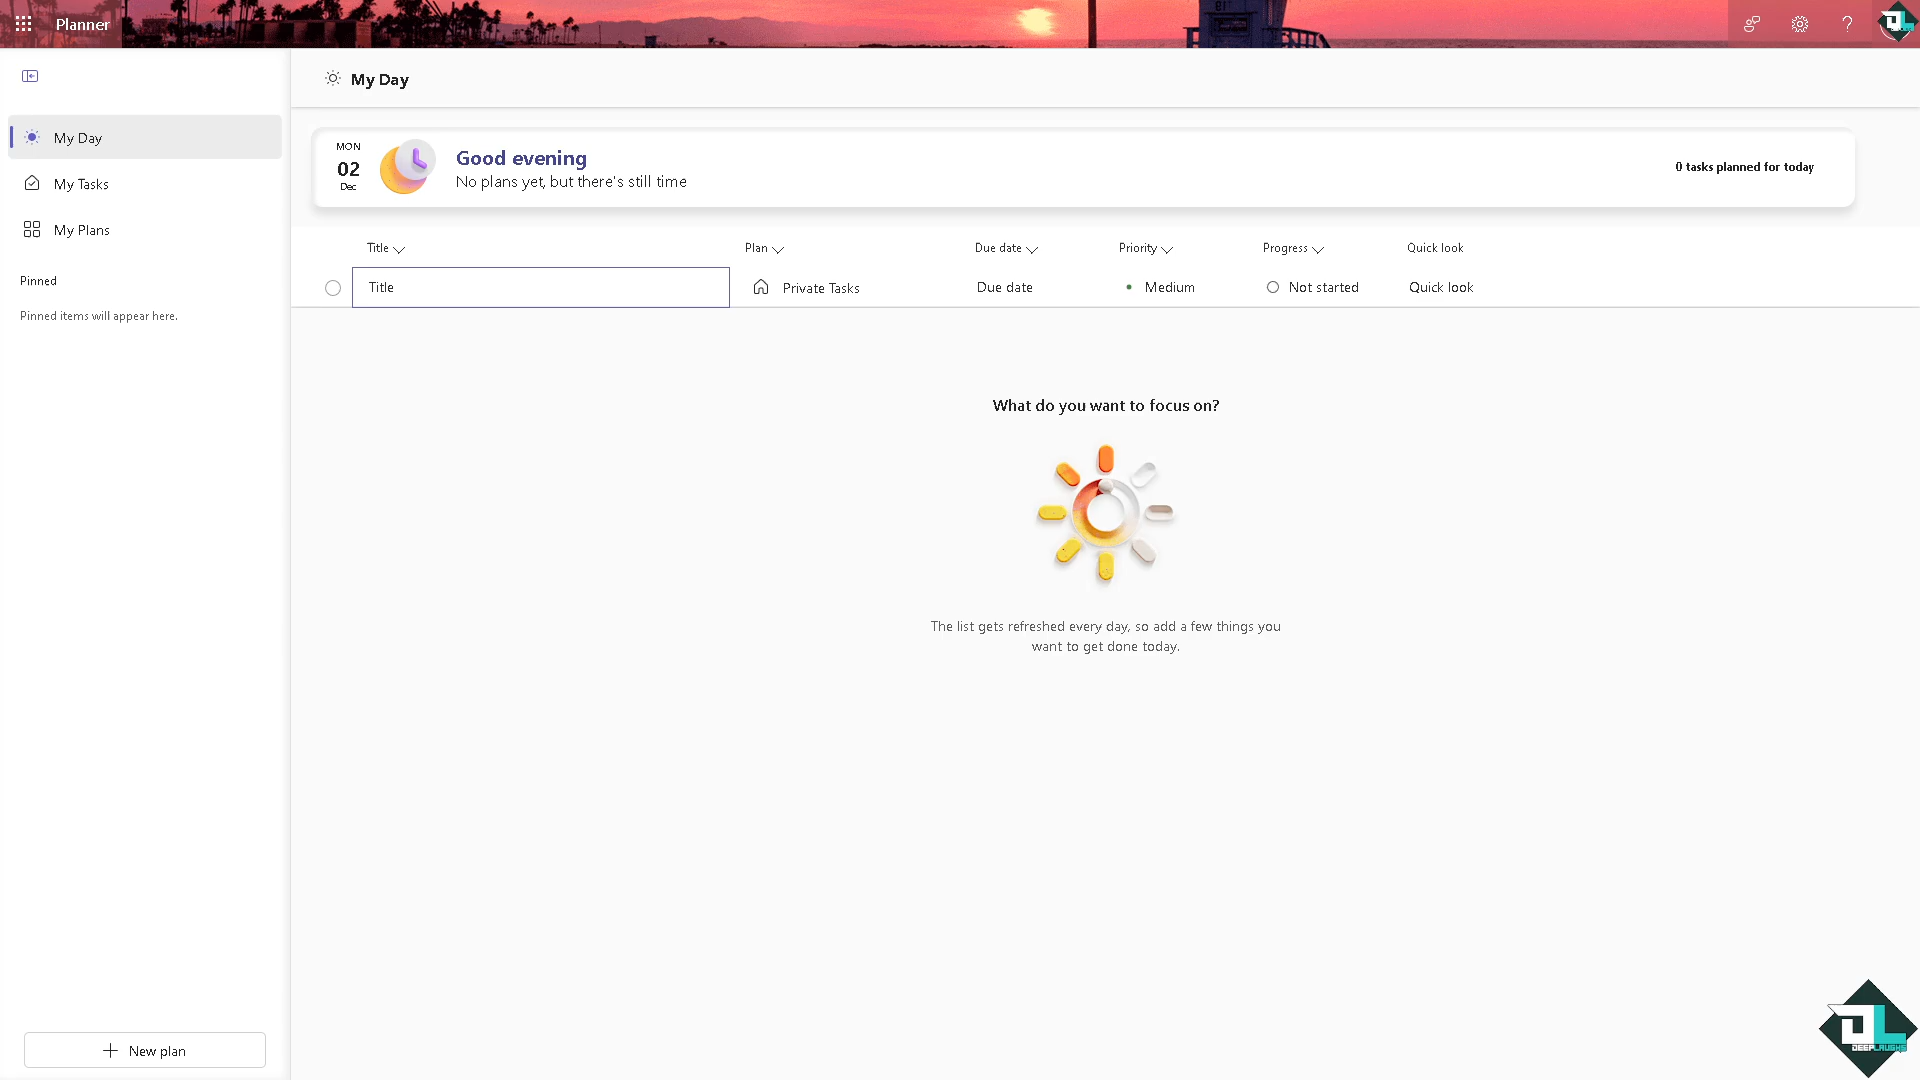 Planner
My Day
My Day
My Tasks
My Plans
Pinned
Pinned items will appear here.
MON
02
Dec
Good evening
No plans yet, but there's still time
0 tasks planned for today
Title Plan Due date Priority Progress Quick look
Title Private Tasks Due date Medium Not started Quick look
What do you want to focus on?
The list gets refreshed every day, so add a few things you
want to get done today.
New plan
DL
DEEPLAUGHS